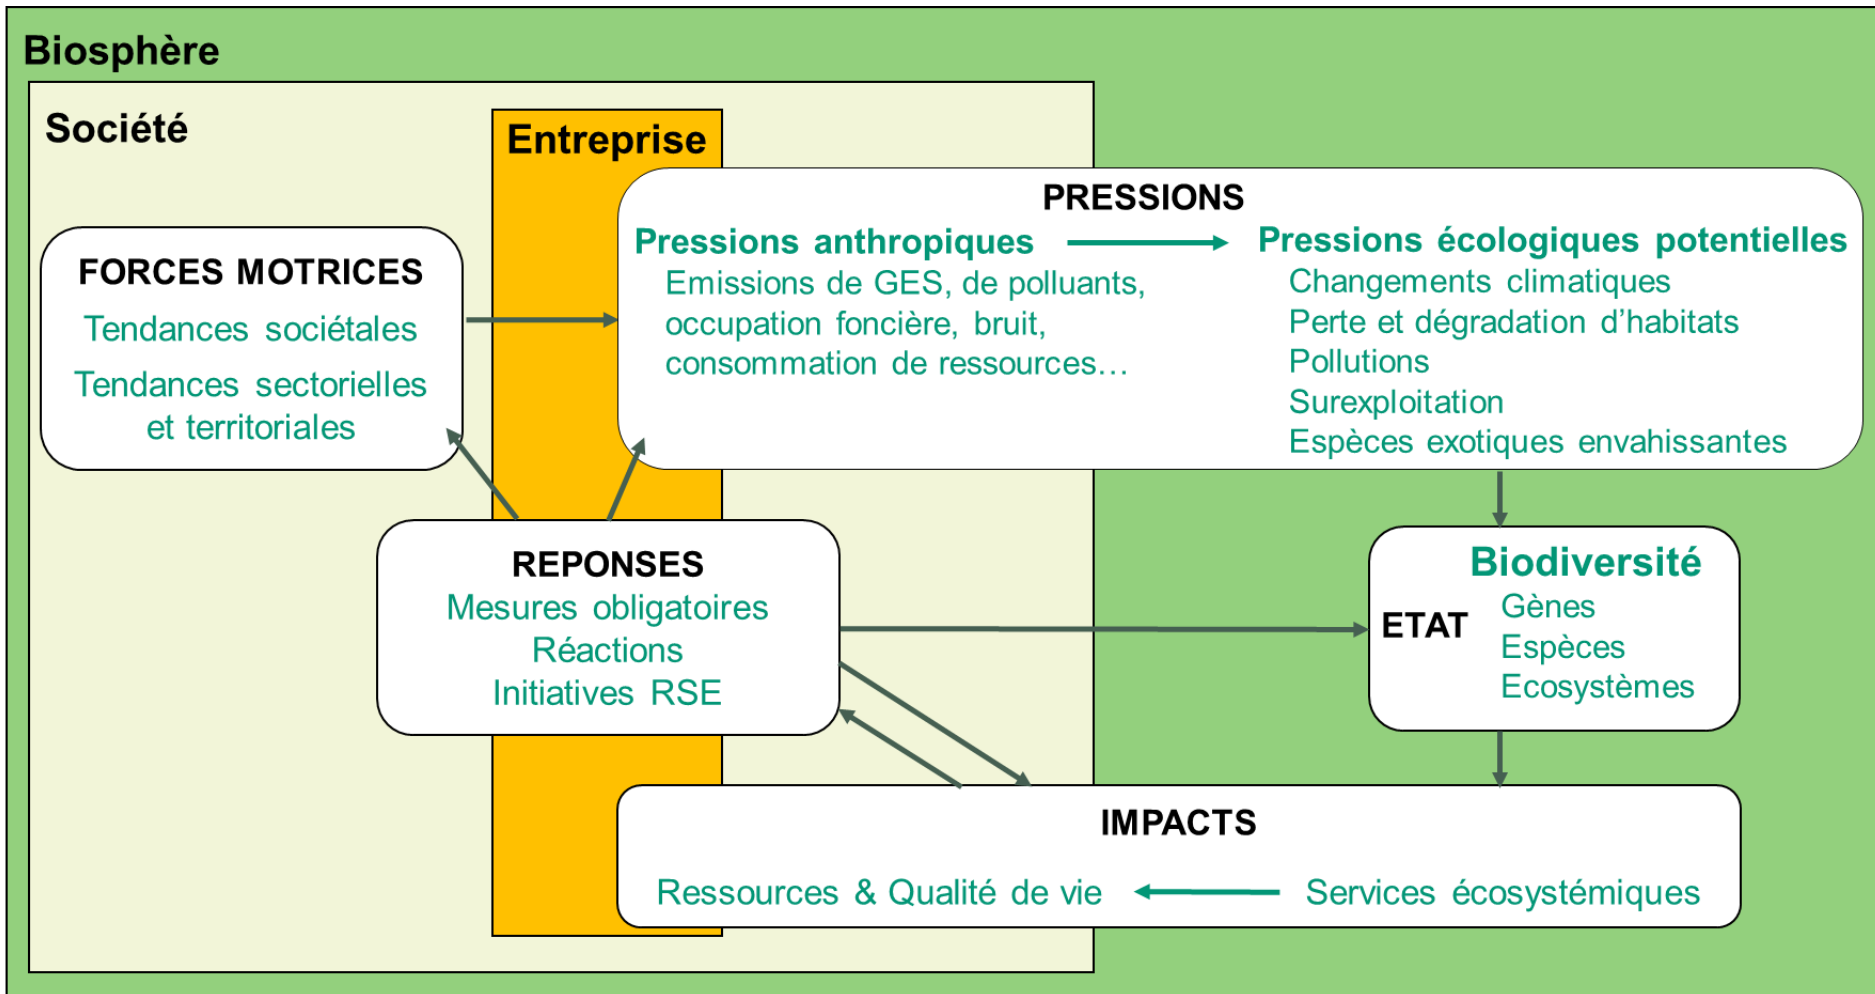 Biosphère
Société
Entreprise
FORCES MOTRICES
Tendances sociétales
Tendances sectorielles
et territoriales
PRESSIONS
Pressions anthropiques
Emissions de GES, de polluants,
occupation foncière, bruit,
consommation de ressources…
Pressions écologiques potentielles
Changements climatiques
Perte et dégradation d’habitats
Pollutions
Surexploitation
Espèces exotiques envahissantes
REPONSES
Mesures obligatoires
Réactions
Initiatives RSE
ETAT
Biodiversité
Gènes
Espèces
Ecosystèmes
IMPACTS
Ressources & Qualité de vie
Services écosystémiques